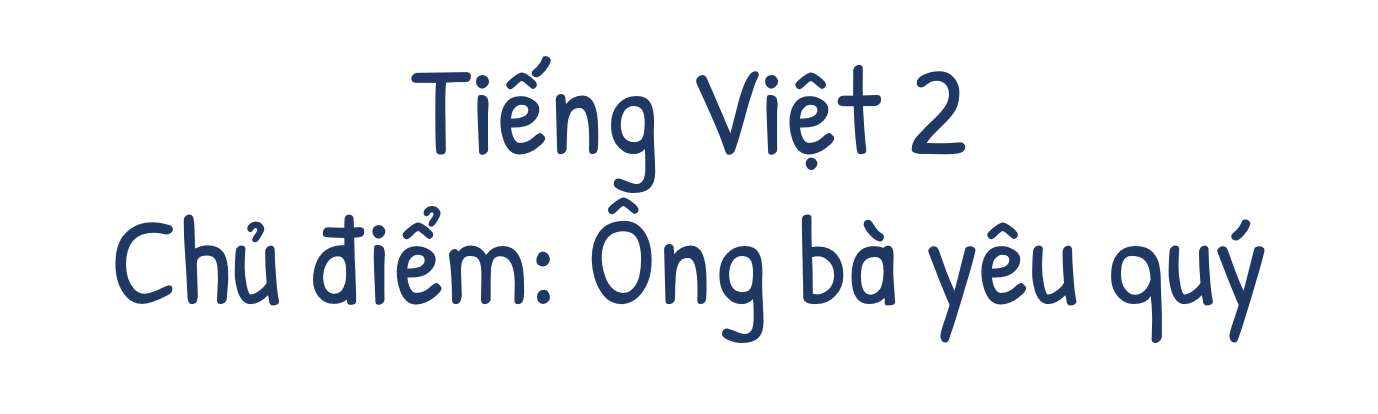 Tiếng Việt 2
Chủ điểm: Ông bà yêu quý